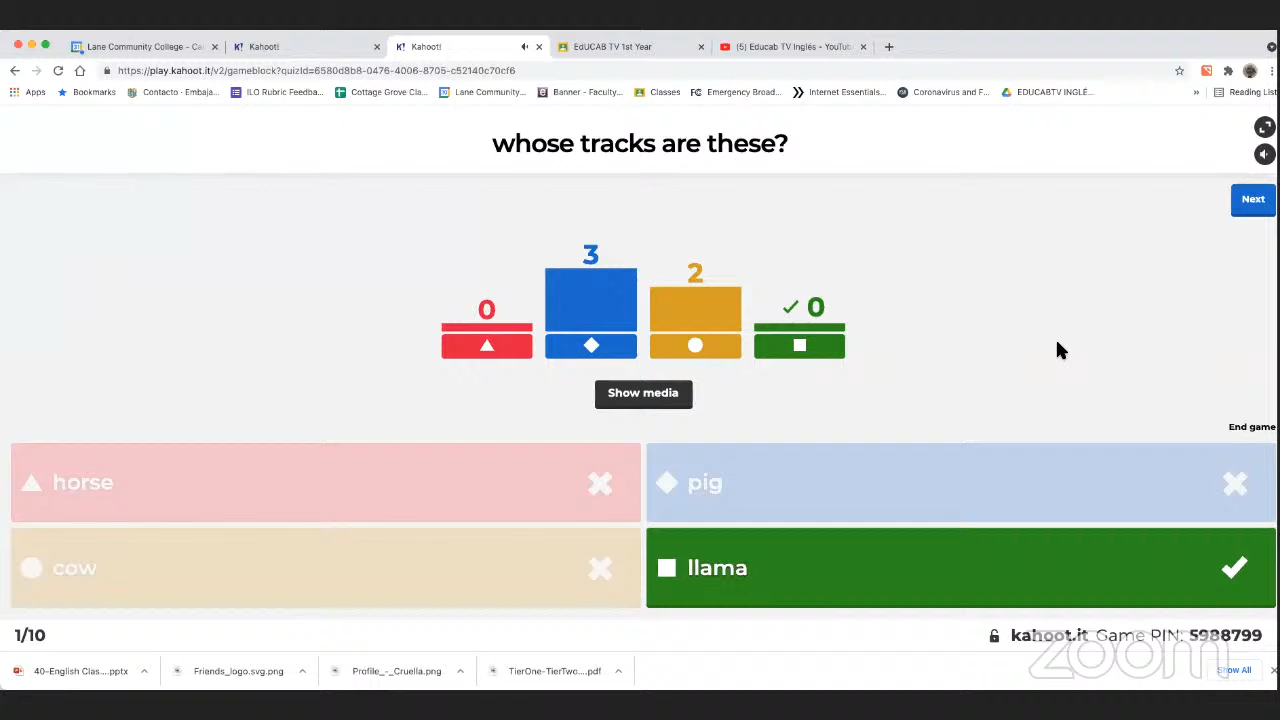 Lane Community College – Ca
Kahoot!
Kahoot!
EdUCAB TV 1st Year
(5) Educab TV Inglés - YouTub
https://play.kahoot.it/v2/gameblock?quizId=6580d8b8-0476-4006-8705-c52140c70cf6
Apps
Bookmarks
Contacto – Embaja...
ILO Rubric Feedba...
Cottage Grove Cla...
Lane Community...
Banner - Faculty...
Classes
Emergency Broad...
Internet Essentials...
Coronavirus and F...
EDUCABTV INGLÉ...
Reading List
whose tracks are these?
Next
0
3
2
0
Show media
End game
horse
pig
cow
llama
1/10
kahoot.it Game PIN: 5988799
zoom
40-English Clas....pptx
Friends_logo.svg.png
Profile_-_Cruella.png
TierOne-TierTwo....pdf
Show All